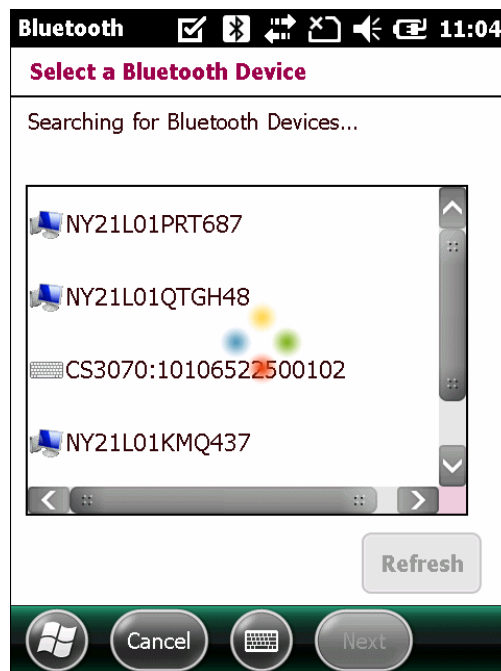 Bluetooth 11:04
Select a Bluetooth Device
Searching for Bluetooth Devices...
NY21L01PRT687
NY21L01QTGH48
CS3070:10106522500102
NY21L01KMQ437
Refresh
Cancel Next